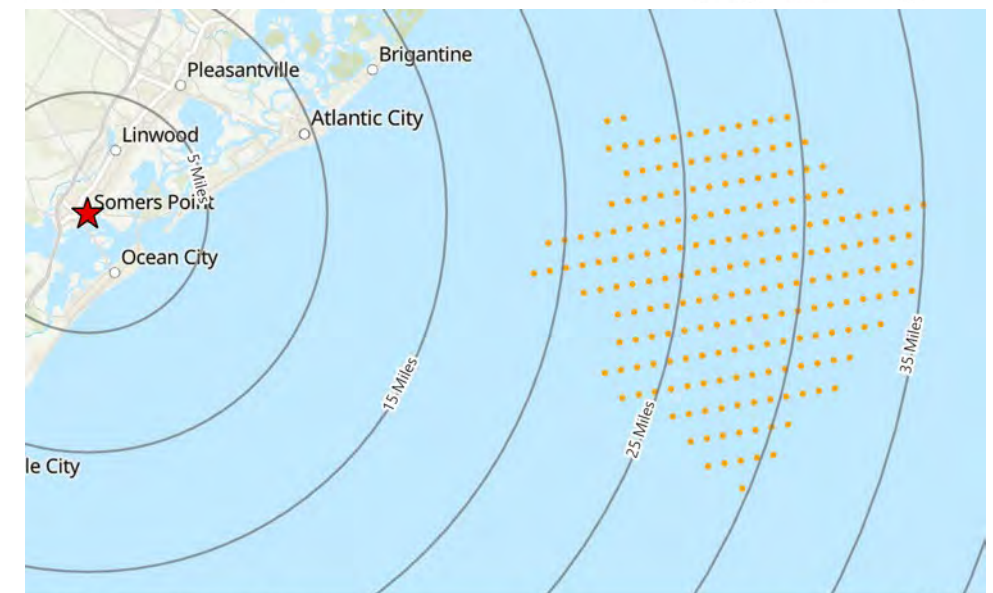 Brigantine
Pleasantville
Atlantic City
Linwood
5 Miles
Somers Point
Ocean City
35 Miles
15 Miles
25 Miles
le City